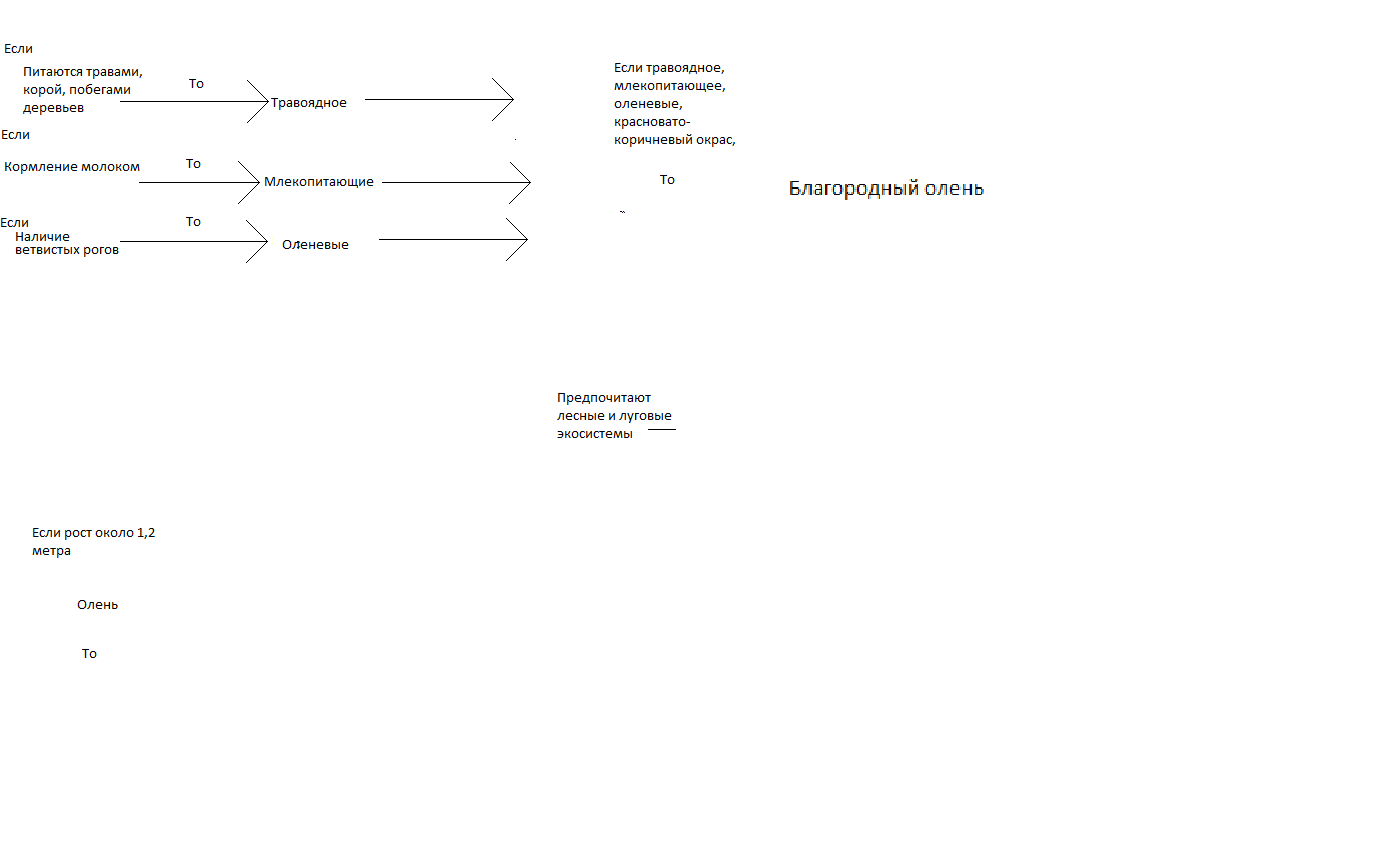 Если
Питаются травами,
корой, побегами
деревьев
То
Травоядное
Если
Кормление молоком
То
Млекопитающие
Если
Наличие
ветвистых рогов
То
Оленевые
Если травоядное,
млекопитающее,
оленевые,
красновато-
коричневый окрас,
То
Благородный олень
Предпочитают
лесные и луговые
экосистемы
Если рост около 1,2
метра
Олень
То